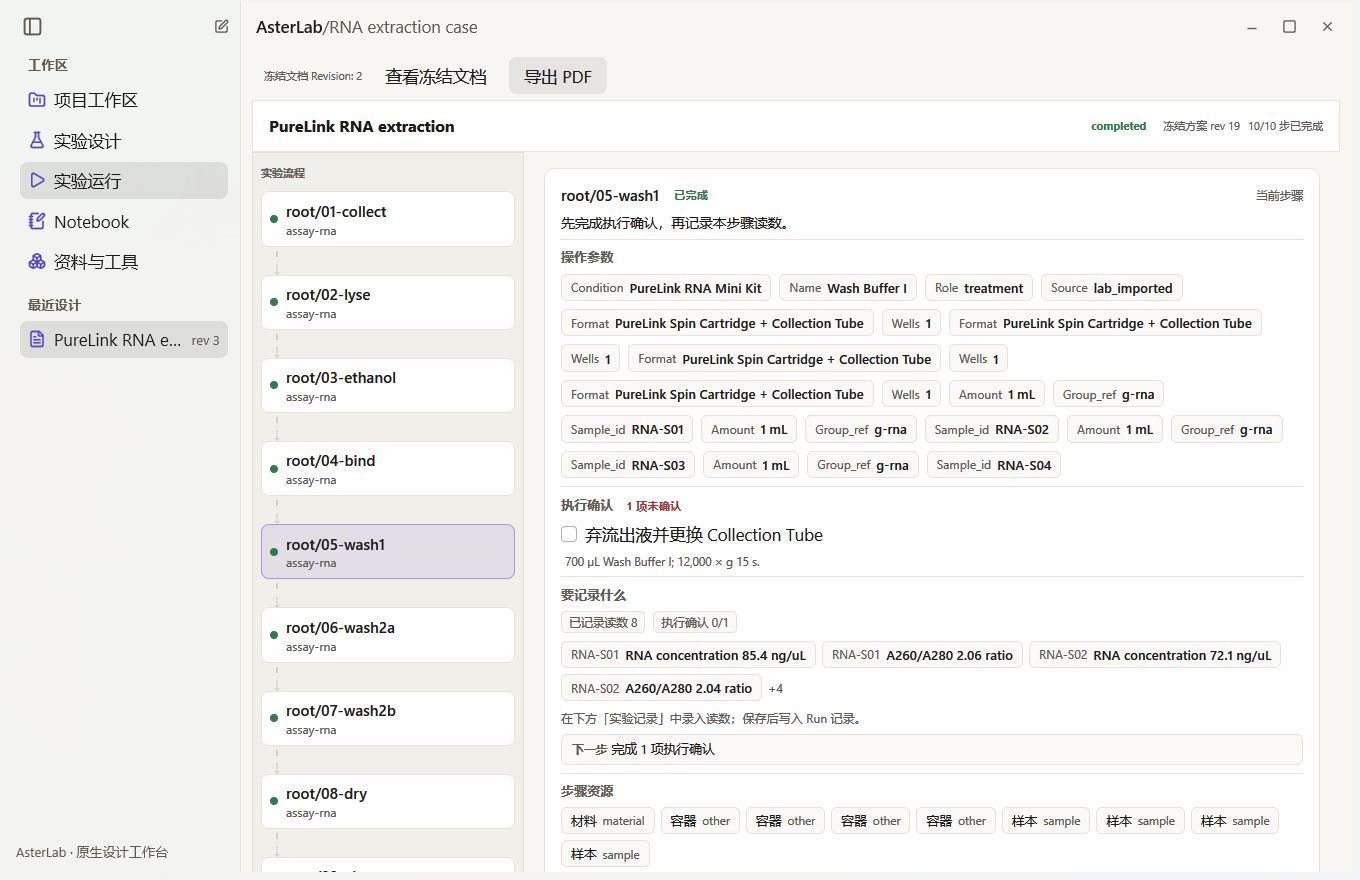 AsterLab/RNA extraction case
工作区
项目工作区
实验设计
实验运行
Notebook
资料与工具
最近设计
PureLink RNA e... rev 3
AsterLab · 原生设计工作台
冻结文档 Revision: 2 查看冻结文档 导出 PDF
PureLink RNA extraction completed 冻结方案 rev 19 10/10 步已完成
实验流程
root/01-collect
assay-rna
root/02-lyse
assay-rna
root/03-ethanol
assay-rna
root/04-bind
assay-rna
root/05-wash1
assay-rna
root/06-wash2a
assay-rna
root/07-wash2b
assay-rna
root/08-dry
assay-rna
root/05-wash1 已完成 当前步骤
先完成执行确认，再记录本步骤读数。
操作参数
Condition PureLink RNA Mini Kit Name Wash Buffer I Role treatment Source lab_imported
Format PureLink Spin Cartridge + Collection Tube Wells 1 Format PureLink Spin Cartridge + Collection Tube
Wells 1 Format PureLink Spin Cartridge + Collection Tube Wells 1
Format PureLink Spin Cartridge + Collection Tube Wells 1 Amount 1 mL Group_ref g-rna
Sample_id RNA-S01 Amount 1 mL Group_ref g-rna Sample_id RNA-S02 Amount 1 mL Group_ref g-rna
Sample_id RNA-S03 Amount 1 mL Group_ref g-rna Sample_id RNA-S04
执行确认 1 项未确认
弃流出液并更换 Collection Tube
700 µL Wash Buffer I; 12,000 × g 15 s.
要记录什么
已记录读数 8 执行确认 0/1
RNA-S01 RNA concentration 85.4 ng/uL RNA-S01 A260/A280 2.06 ratio RNA-S02 RNA concentration 72.1 ng/uL
RNA-S02 A260/A280 2.04 ratio +4
在下方「实验记录」中录入读数；保存后写入 Run 记录。
下一步 完成 1 项执行确认
步骤资源
材料 material 容器 other 容器 other 容器 other 容器 other 样本 sample 样本 sample 样本 sample
样本 sample